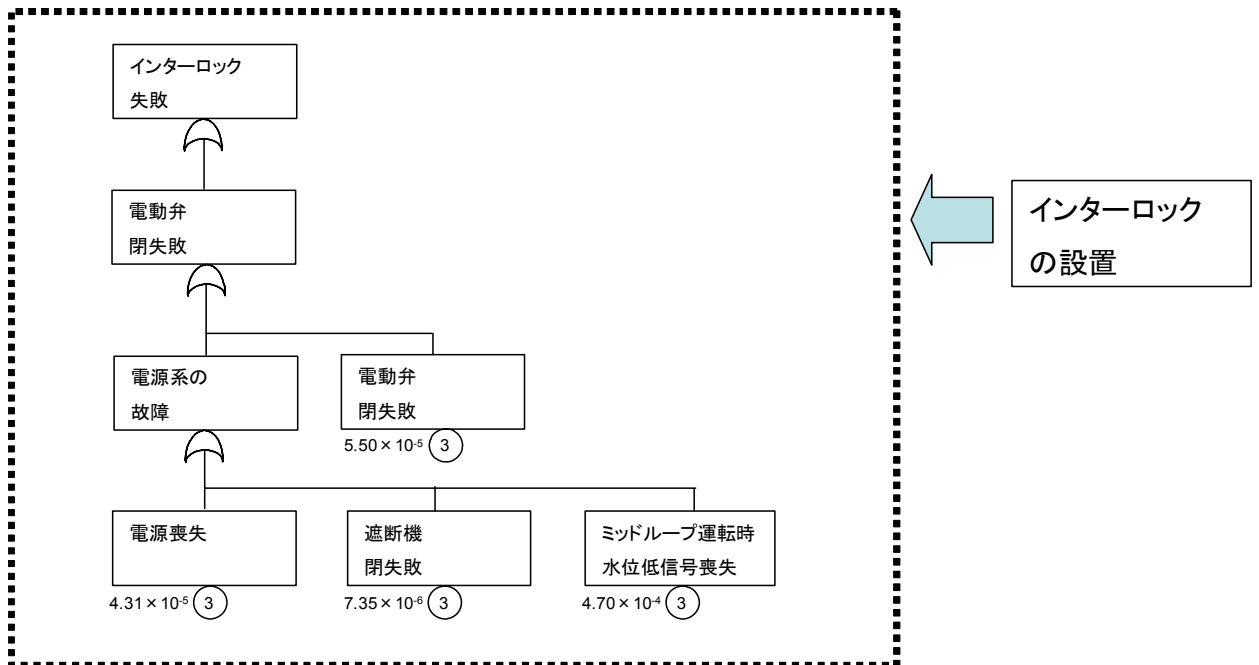 インターロック
失敗
電動弁
閉失敗
インターロック
の設置
電源系の
故障
電動弁
閉失敗
5.50×10-5 3
電源喪失
遮断機
閉失敗
ミッドループ運転時
水位低信号喪失
4.31×10-5 3
7.35×10-6 3
4.70×10-4 3